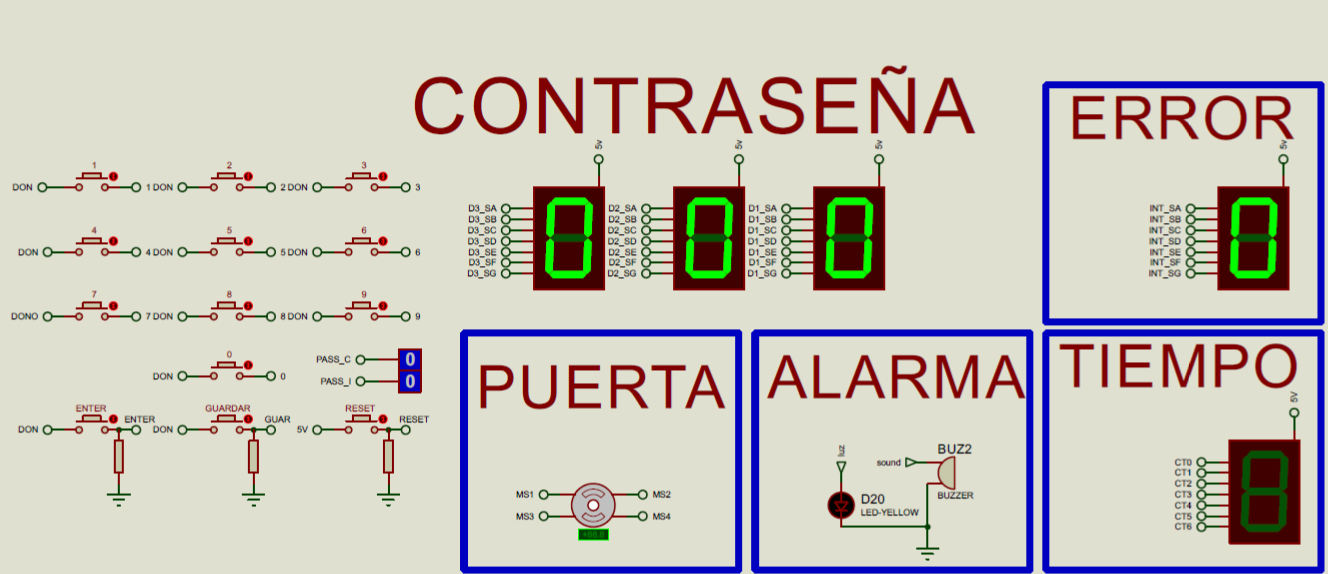 CONTRASEÑA
ERROR
5v 5v 5v 5v
1 2 3
DON 1 DON 2 DON 3
4 5 6
DON 4 DON 5 DON 6
7 8 9
DONO 7 DON 8 DON 9
0
DON 0
PASS_C 0
PASS_I 0
ENTER GUARDAR RESET
DON ENTER DON GUAR 5V RESET
D3_SA D2_SA D1_SA
D3_SB D2_SB D1_SB
D3_SC D2_SC D1_SC
D3_SD D2_SD D1_SD
D3_SE D2_SE D1_SE
D3_SF D2_SF D1_SF
D3_SG D2_SG D1_SG
0 0 0
INT_SA
INT_SB
INT_SC
INT_SD
INT_SE
INT_SF
INT_SG
0
PUERTA
MS1 MS2
MS3 MS4
ALARMA
luz
sound
BUZ2
BUZZER
D20
LED-YELLOW
TIEMPO
5V
CT0
CT1
CT2
CT3
CT4
CT5
CT6